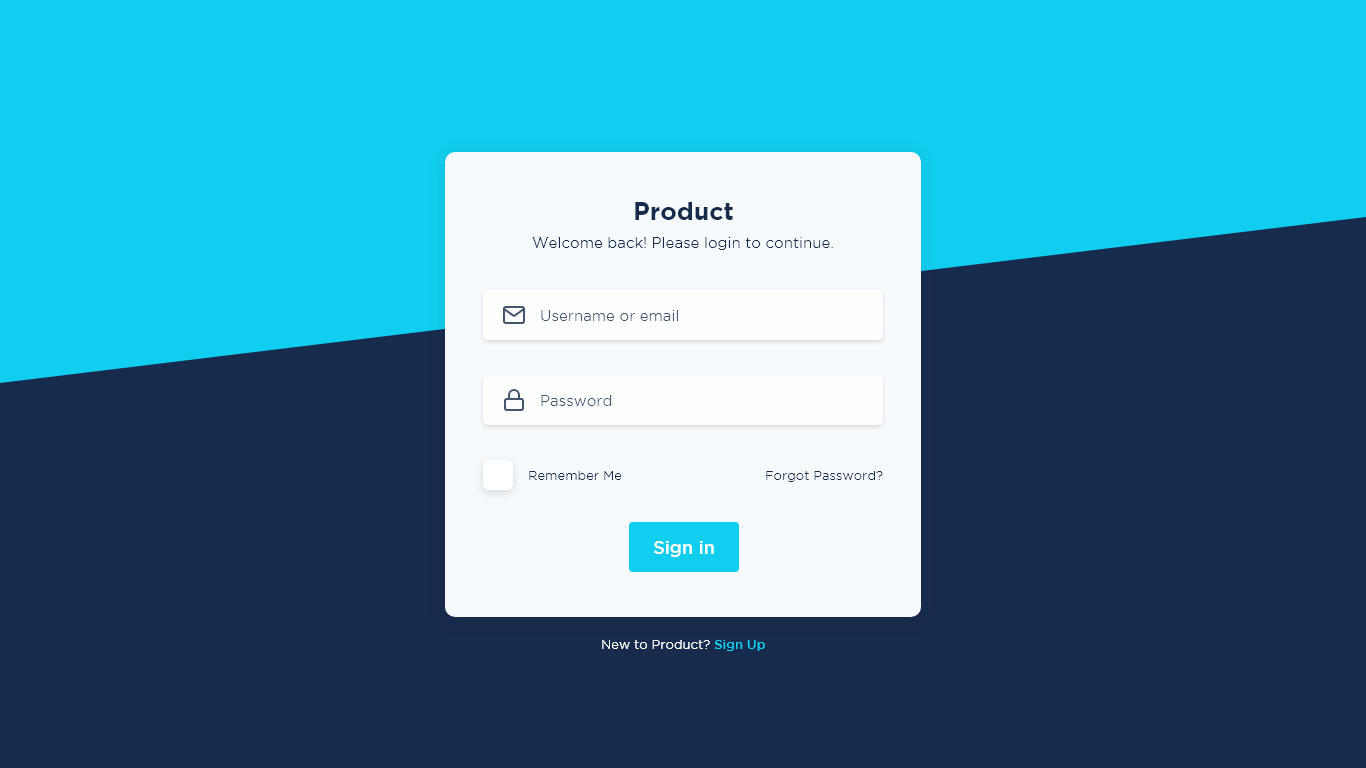 Product
Welcome back! Please login to continue.
Username or email
Password
Remember Me
Forgot Password?
Sign in
New to Product? Sign Up